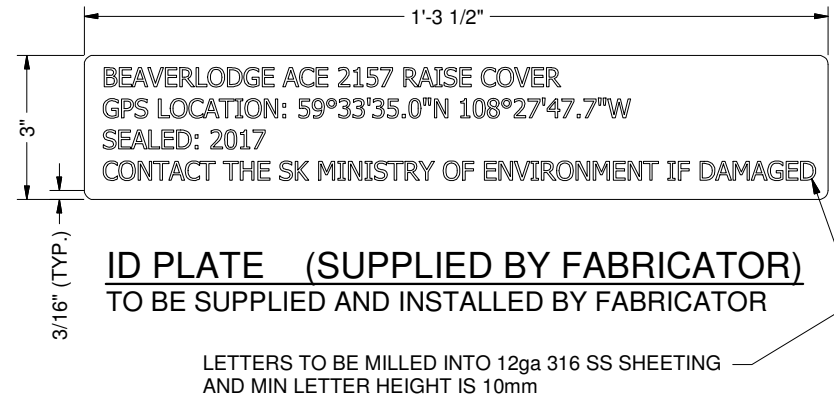 1'-3 1/2"
BEAVERLODGE ACE 2157 RAISE COVER
GPS LOCATION: 59°33'35.0"N 108°27'47.7"W
SEALED: 2017
CONTACT THE SK MINISTRY OF ENVIRONMENT IF DAMAGED
3"
3/16" (TYP.)
ID PLATE (SUPPLIED BY FABRICATOR)
TO BE SUPPLIED AND INSTALLED BY FABRICATOR
LETTERS TO BE MILLED INTO 12ga 316 SS SHEETING
AND MIN LETTER HEIGHT IS 10mm